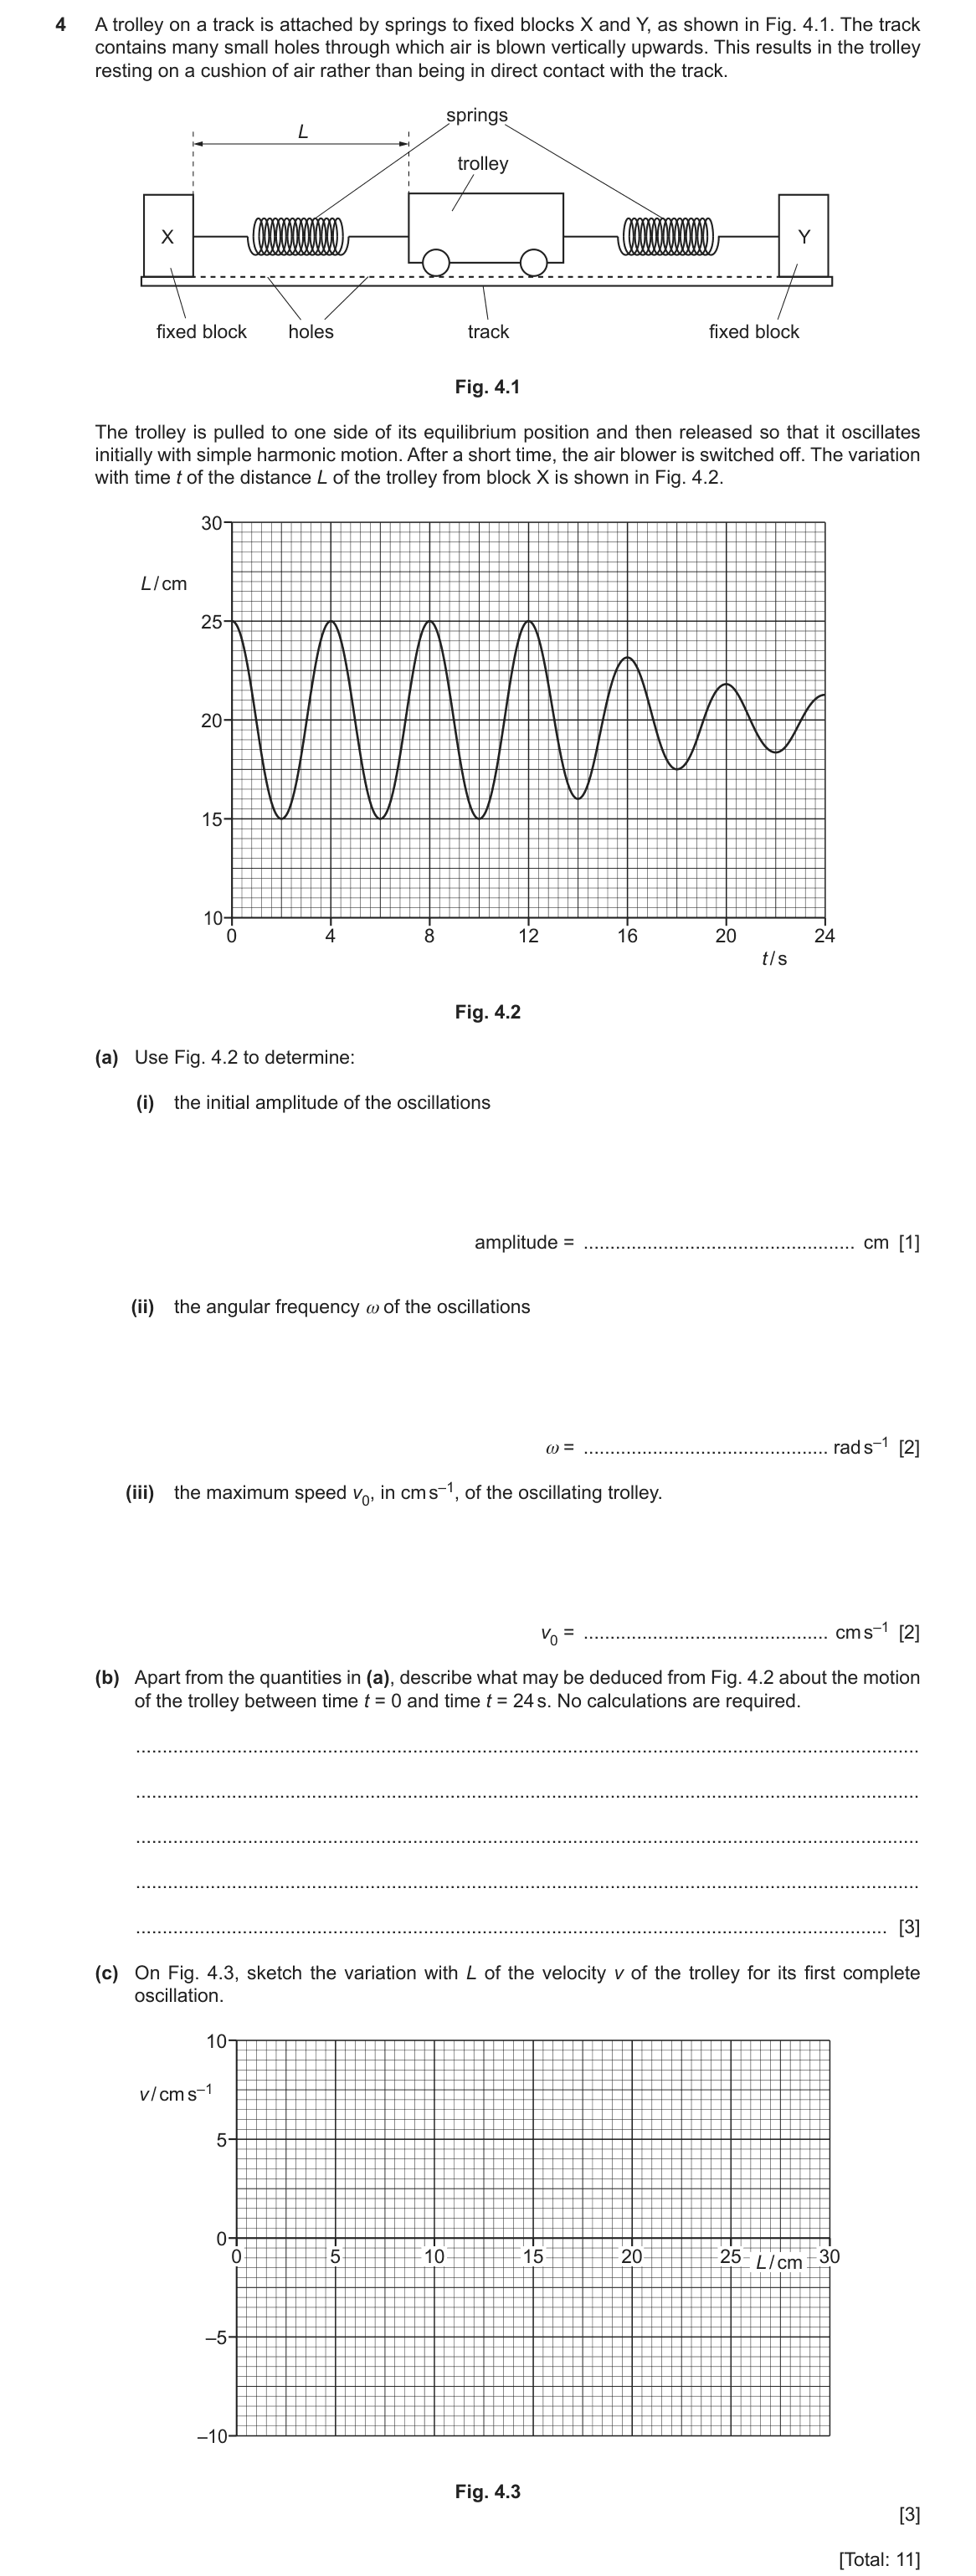 4 A trolley on a track is attached by springs to fixed blocks X and Y, as shown in Fig. 4.1. The track
contains many small holes through which air is blown vertically upwards. This results in the trolley
resting on a cushion of air rather than being in direct contact with the track.
springs
L
trolley
X
Y
fixed block
holes
track
fixed block
Fig. 4.1
The trolley is pulled to one side of its equilibrium position and then released so that it oscillates
initially with simple harmonic motion. After a short time, the air blower is switched off. The variation
with time t of the distance L of the trolley from block X is shown in Fig. 4.2.
30
L / cm
25
20
15
10
0 4 8 12 16 20 24
t / s
Fig. 4.2
(a) Use Fig. 4.2 to determine:
(i) the initial amplitude of the oscillations
amplitude = .................................................... cm [1]
(ii) the angular frequency ω of the oscillations
ω = ............................................... rad s⁻¹ [2]
(iii) the maximum speed v₀, in cm s⁻¹, of the oscillating trolley.
v₀ = ............................................... cm s⁻¹ [2]
(b) Apart from the quantities in (a), describe what may be deduced from Fig. 4.2 about the motion
of the trolley between time t = 0 and time t = 24 s. No calculations are required.
[3]
(c) On Fig. 4.3, sketch the variation with L of the velocity v of the trolley for its first complete
oscillation.
10
v / cm s⁻¹
5
0
0 5 10 15 20 25 L / cm 30
–5
–10
Fig. 4.3
[3]
[Total: 11]